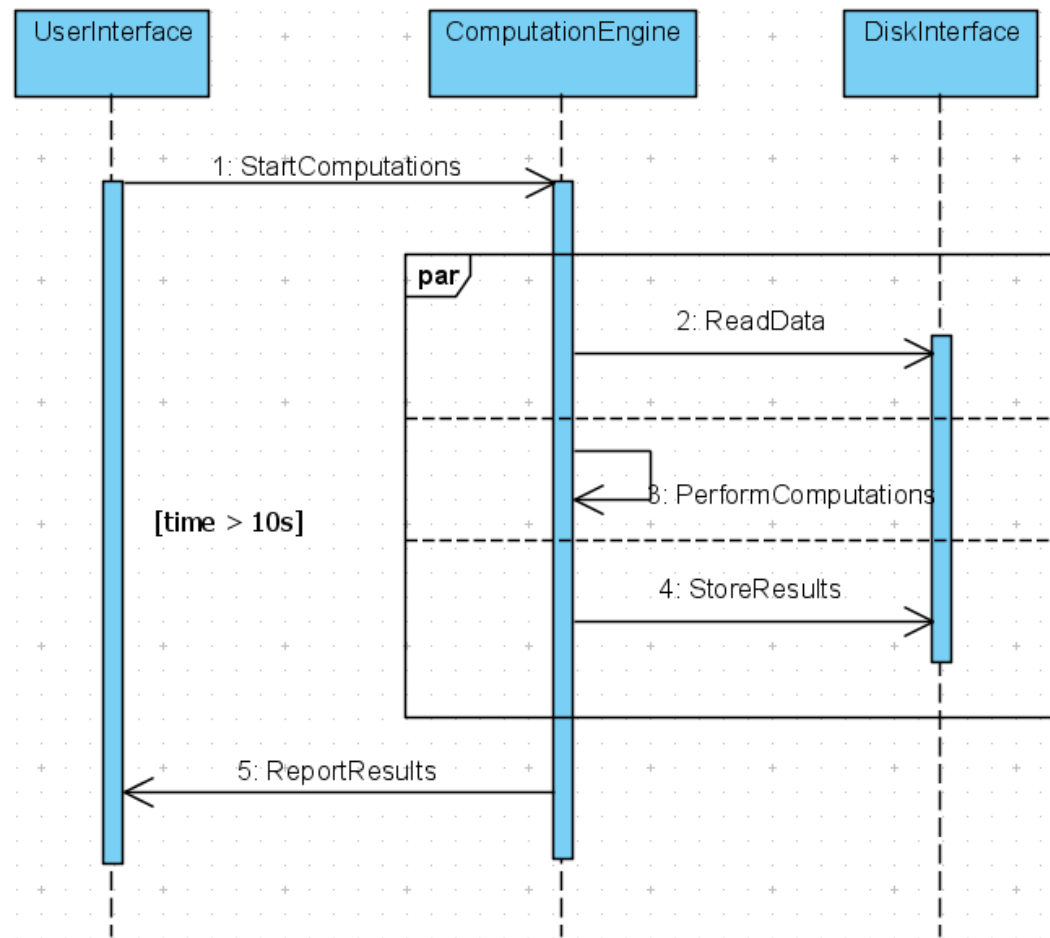 UserInterface
ComputationEngine
DiskInterface
1: StartComputations
par
2: ReadData
3: PerformComputations
[time > 10s]
4: StoreResults
5: ReportResults